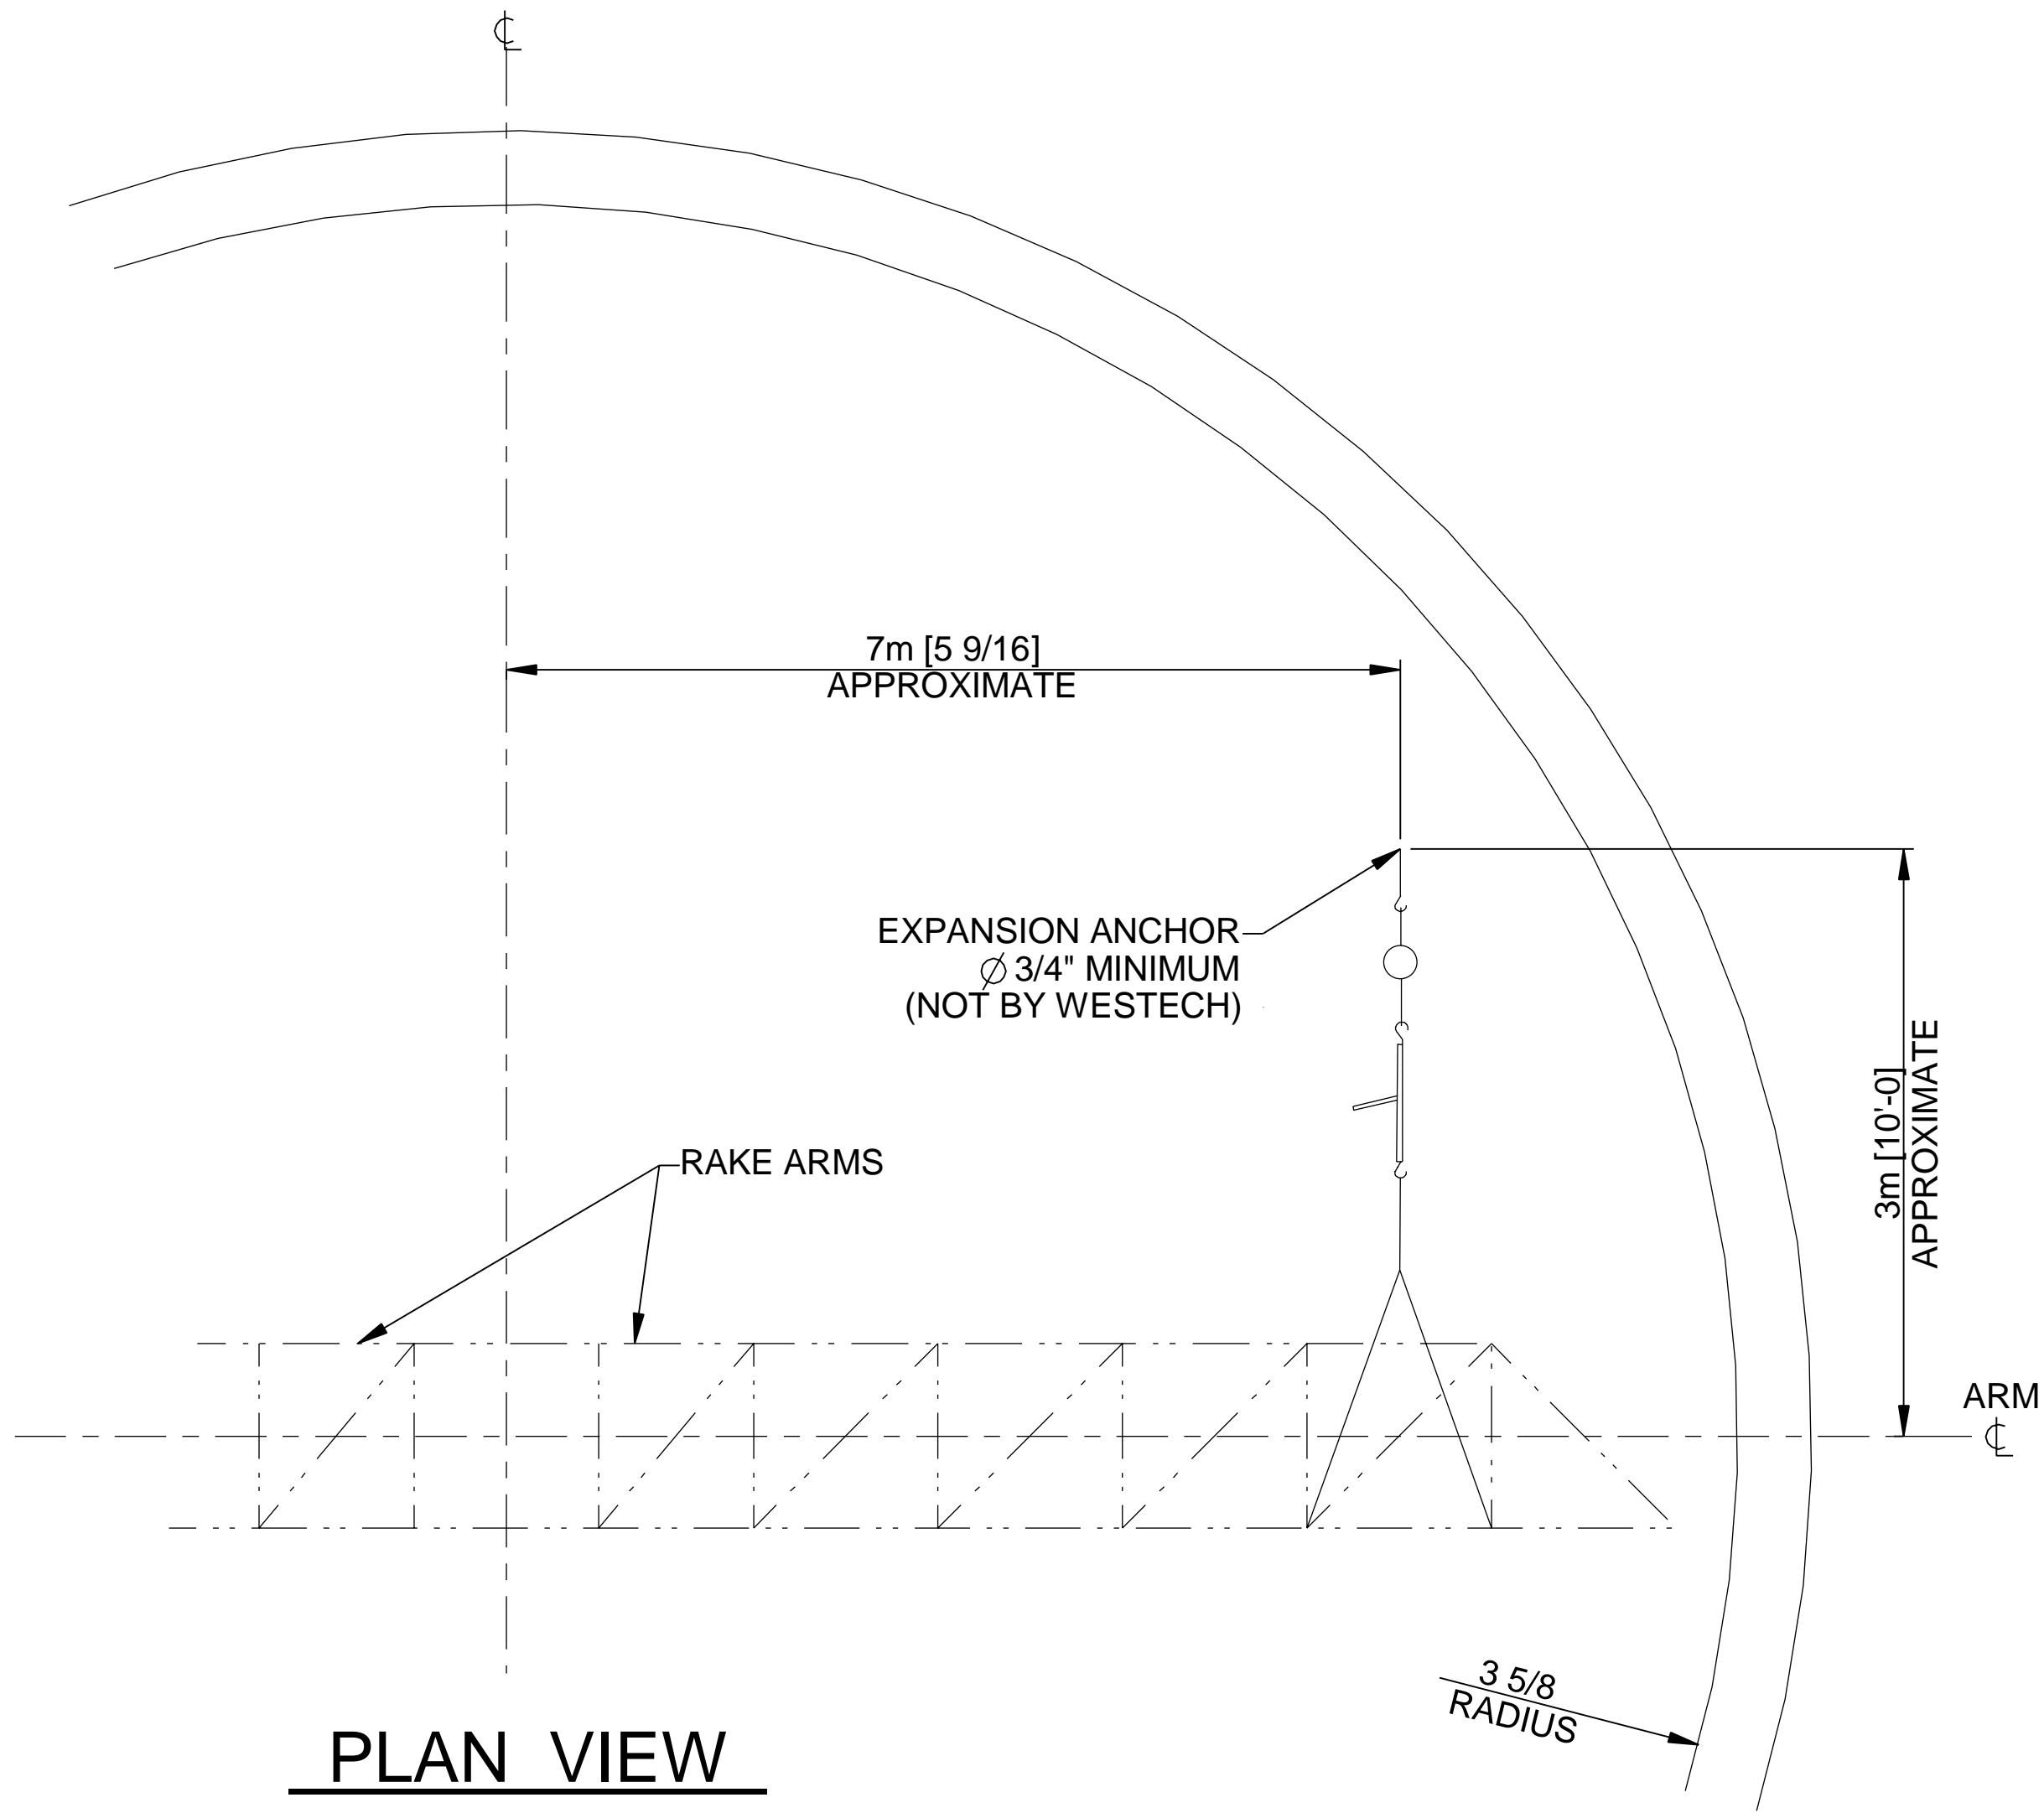 ℄
7m [5 9/16]
APPROXIMATE
EXPANSION ANCHOR
⌀ 3/4" MINIMUM
(NOT BY WESTECH)
RAKE ARMS
3m [10'-0]
APPROXIMATE
ARM
℄
3 5/8
RADIUS
PLAN VIEW